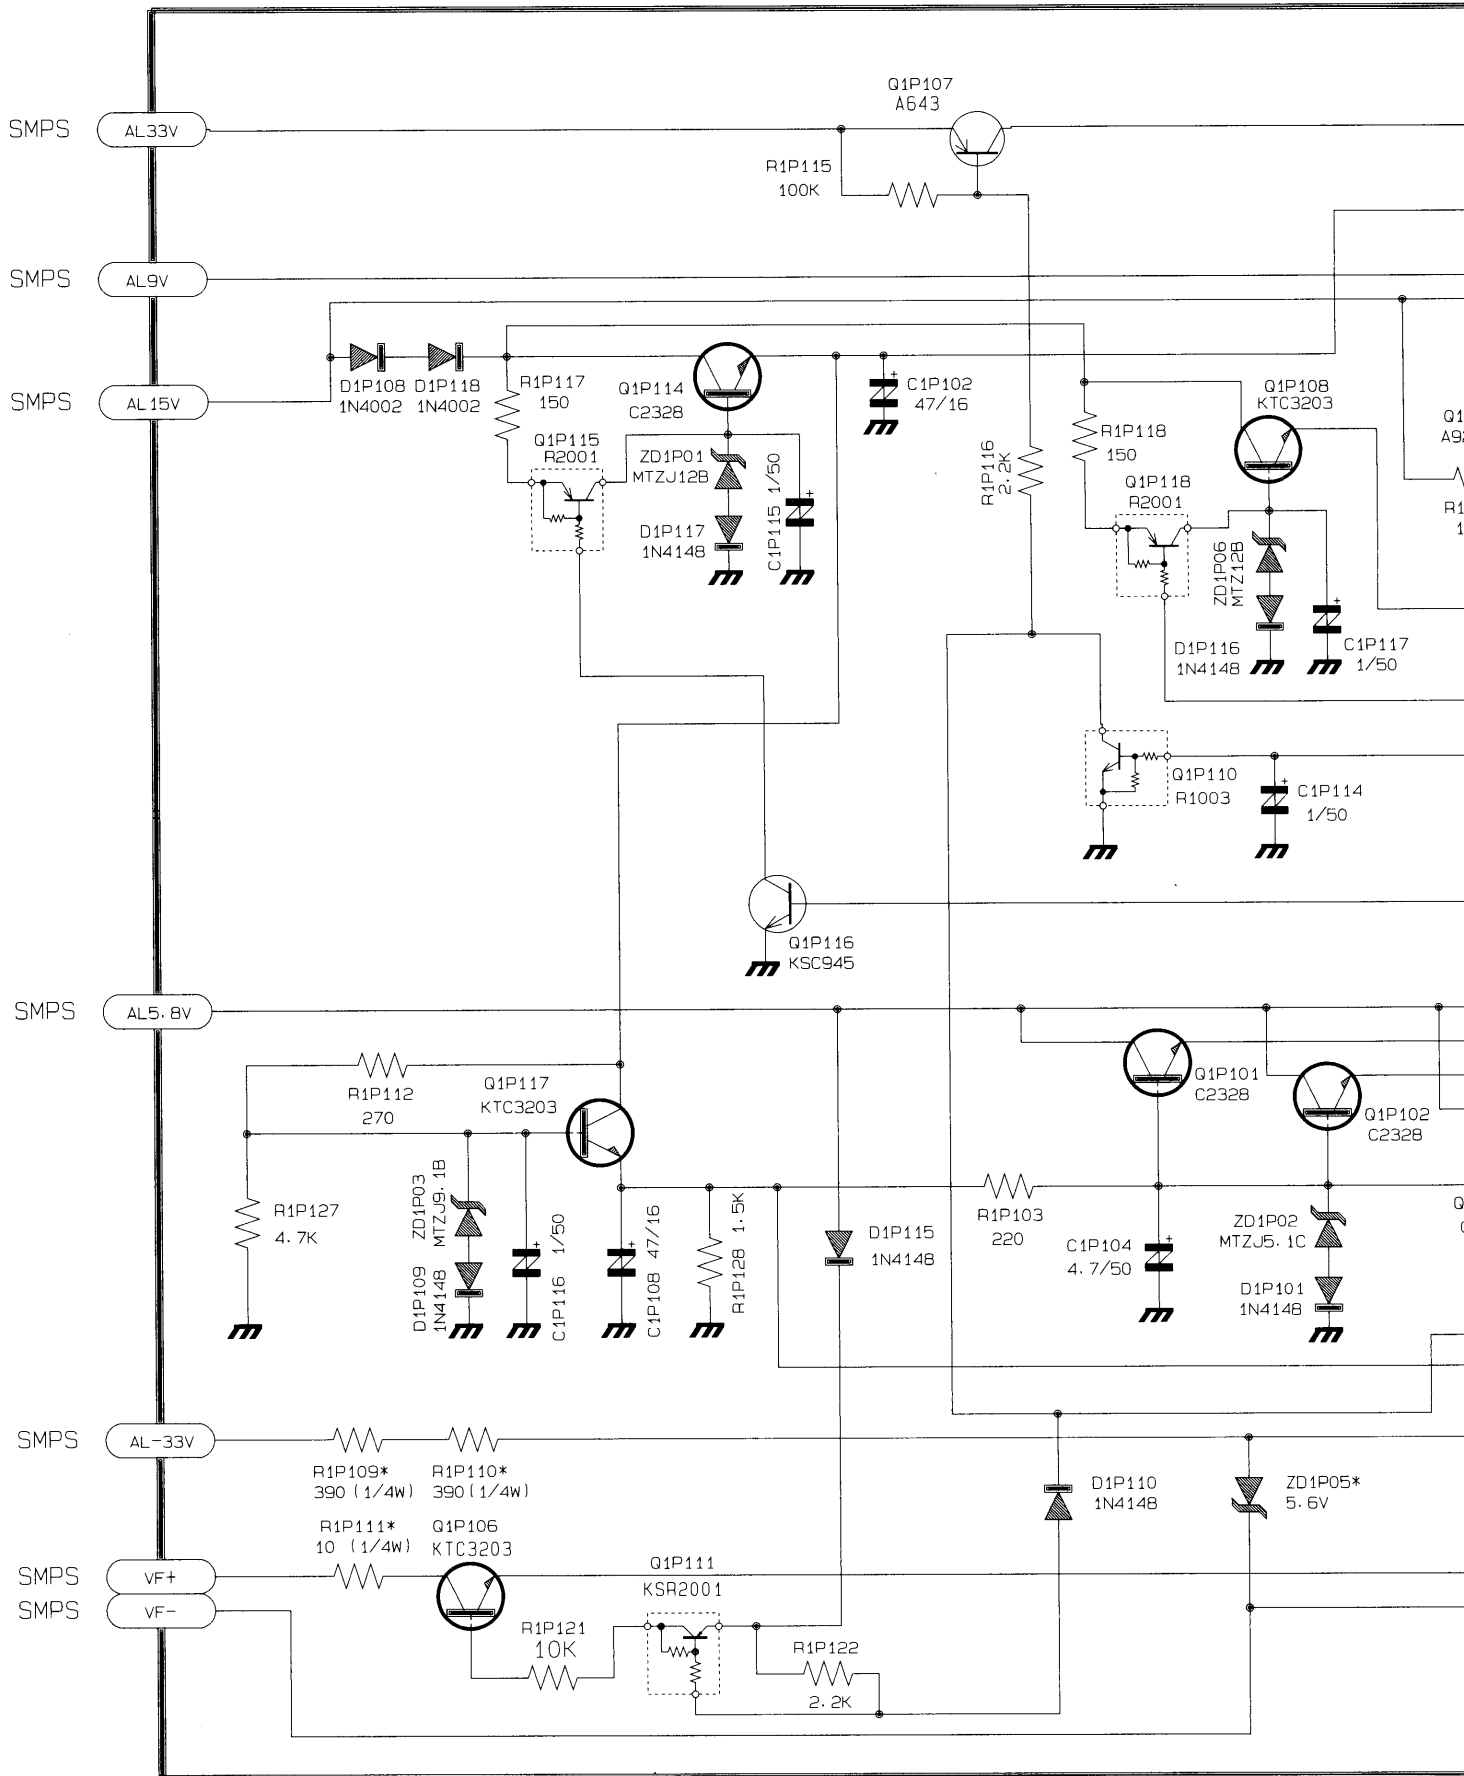 Q1P107
A643
SMPS
AL33V
R1P115
100K
SMPS
AL9V
D1P108
1N4002
D1P118
1N4002
R1P117
150
Q1P114
C2328
+
C1P102
47/16
Q1P108
KTC3203
SMPS
AL15V
Q1P115
R2001
ZD1P01
MTZJ12B
C1P115 1/50
+
R1P116
2.2K
R1P118
150
Q1P118
R2001
Q1
A92
R1
1
D1P117
1N4148
ZD1P06
MTZ12B
D1P116
1N4148
+
C1P117
1/50
Q1P110
R1003
+
C1P114
1/50
Q1P116
KSC945
SMPS
AL5.8V
R1P112
270
Q1P117
KTC3203
Q1P101
C2328
Q1P102
C2328
R1P127
4.7K
ZD1P03
MTZJ9.1B
D1P109
1N4148
+
C1P116 1/50
+
C1P108 47/16
R1P128 1.5K
D1P115
1N4148
R1P103
220
C1P104
4.7/50
+
ZD1P02
MTZJ5.1C
D1P101
1N4148
Q
SMPS
AL-33V
R1P109*
390(1/4W)
R1P110*
390(1/4W)
D1P110
1N4148
ZD1P05*
5.6V
R1P111*
10 (1/4W)
Q1P106
KTC3203
SMPS
VF+
Q1P111
KSR2001
SMPS
VF-
R1P121
10K
R1P122
2.2K